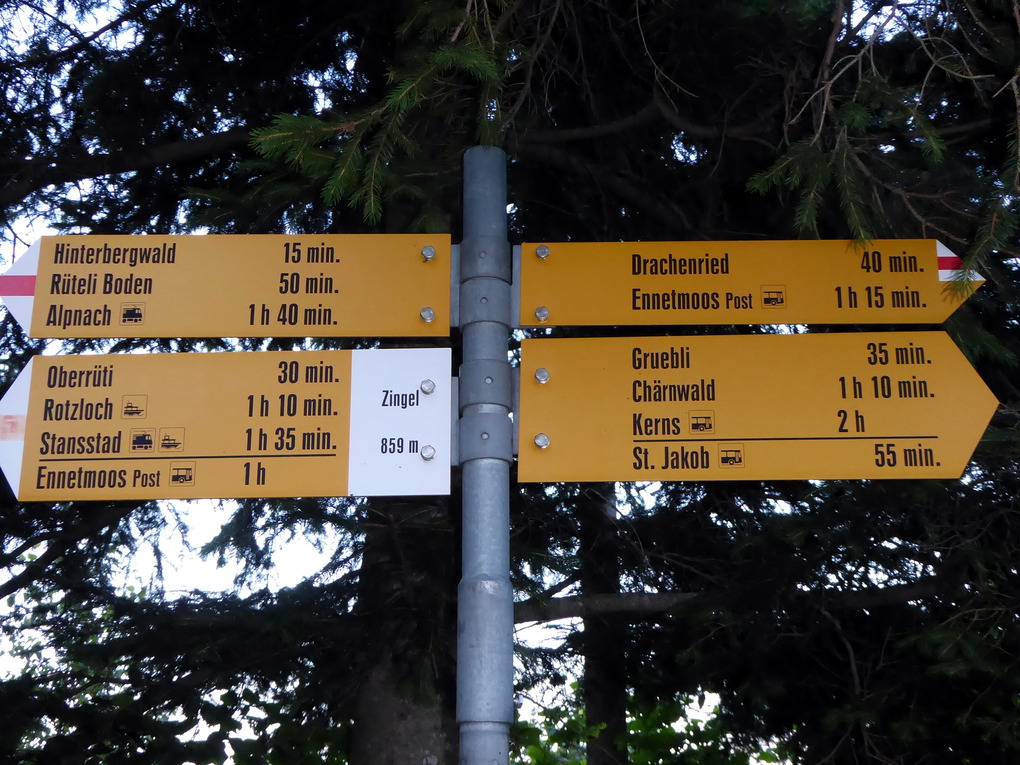 Hinterbergwald 15 min.
Rüteli Boden 50 min.
Alpnach 1 h 40 min.
Drachenried 40 min.
Ennetmoos Post 1 h 15 min.
Oberrüti 30 min.
Rotzloch 1 h 10 min.
Stansstad 1 h 35 min.
Ennetmoos Post 1 h
Zingel
859 m
Gruebli 35 min.
Chärnwald 1 h 10 min.
Kerns 2 h
St. Jakob 55 min.